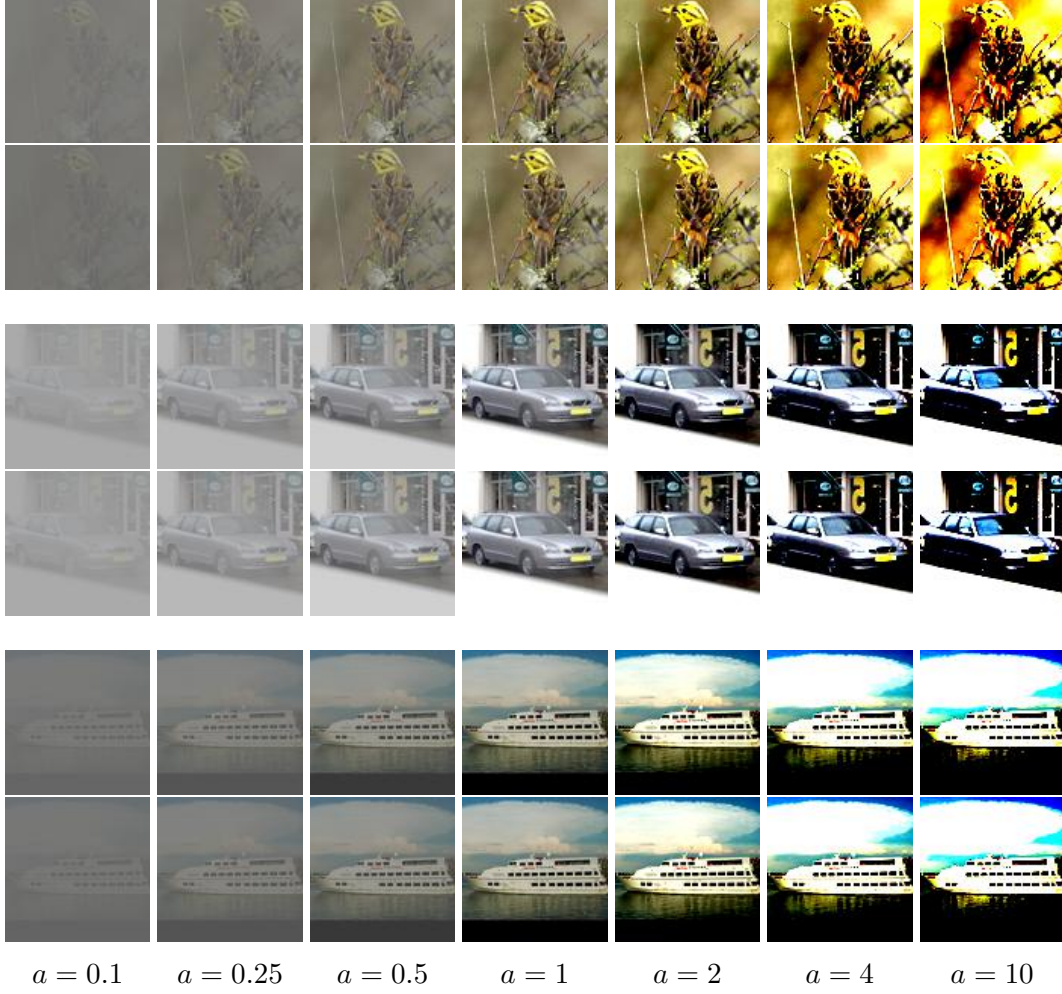 a = 0.1 a = 0.25 a = 0.5 a = 1 a = 2 a = 4 a = 10